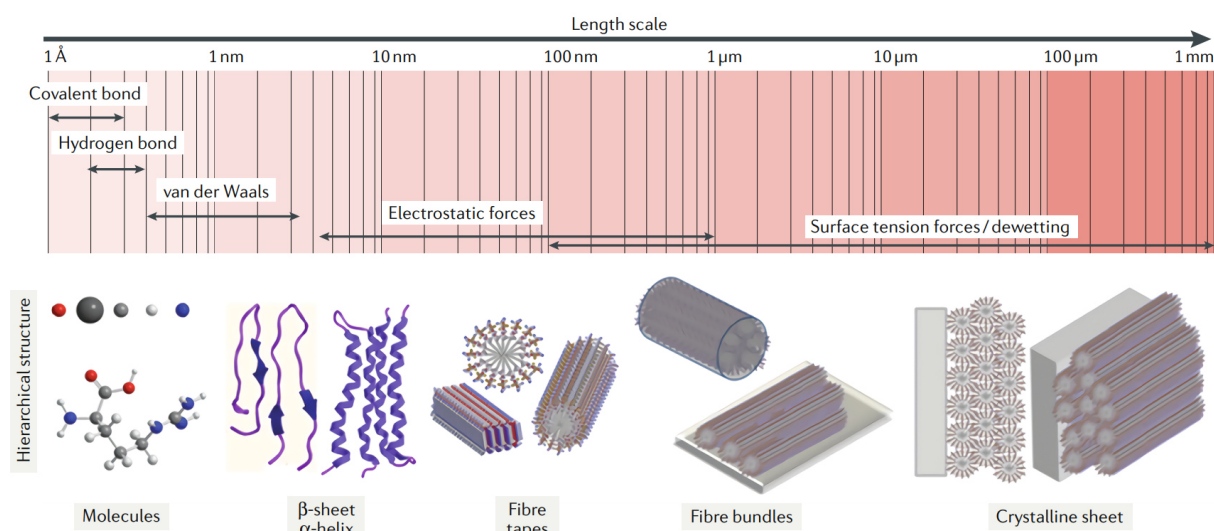 Length scale
1 Å 1 nm 10 nm 100 nm 1 μm 10 μm 100 μm 1 mm
Covalent bond
Hydrogen bond
van der Waals
Electrostatic forces
Surface tension forces / dewetting
Hierarchical structure
Molecules
β-sheet
α-helix
Fibre
tapes
Fibre bundles
Crystalline sheet